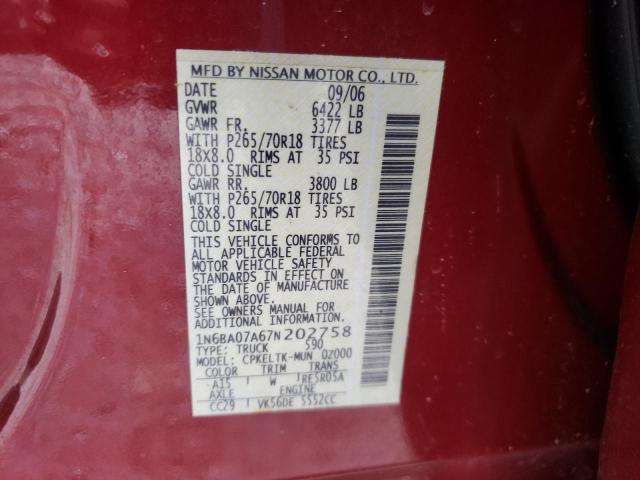 MFD BY NISSAN MOTOR CO., LTD.
DATE 09/06
GVWR 6422 LB
GAWR FR. 3377 LB
WITH P265/70R18 TIRES
18X8.0 RIMS AT 35 PSI
COLD SINGLE
GAWR RR. 3800 LB
WITH P265/70R18 TIRES
18X8.0 RIMS AT 35 PSI
COLD SINGLE
THIS VEHICLE CONFORMS TO
ALL APPLICABLE FEDERAL
MOTOR VEHICLE SAFETY
STANDARDS IN EFFECT ON
THE DATE OF MANUFACTURE
SHOWN ABOVE.
SEE OWNERS MANUAL FOR
ADDITIONAL INFORMATION.
1N6BA07A67N202758
TYPE: TRUCK 590
MODEL: CPKELTK-MUN 0Z000
COLOR TRIM TRANS
A15 W RE5R05A
AXLE ENGINE
CC29 VK56DE 5552CC